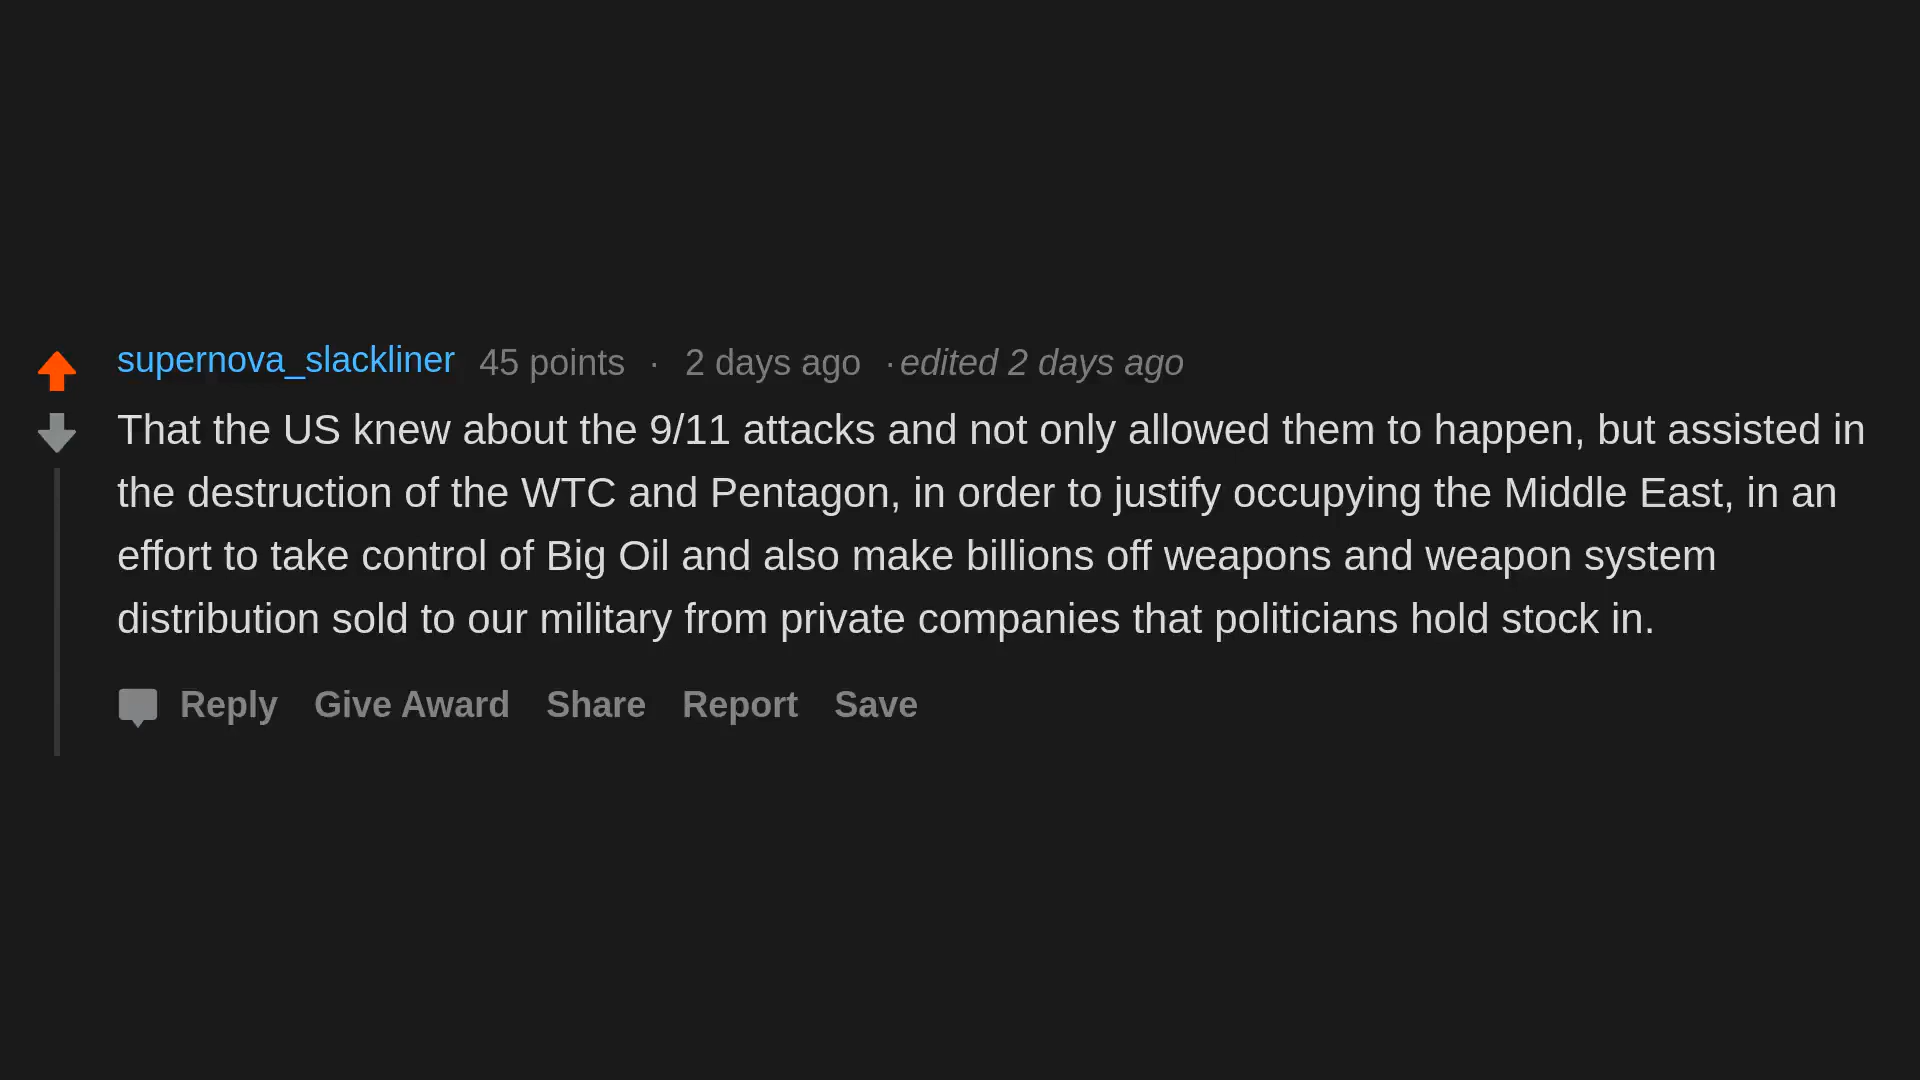 supernova_slackliner 45 points · 2 days ago · edited 2 days ago
That the US knew about the 9/11 attacks and not only allowed them to happen, but assisted in
the destruction of the WTC and Pentagon, in order to justify occupying the Middle East, in an
effort to take control of Big Oil and also make billions off weapons and weapon system
distribution sold to our military from private companies that politicians hold stock in.
Reply Give Award Share Report Save